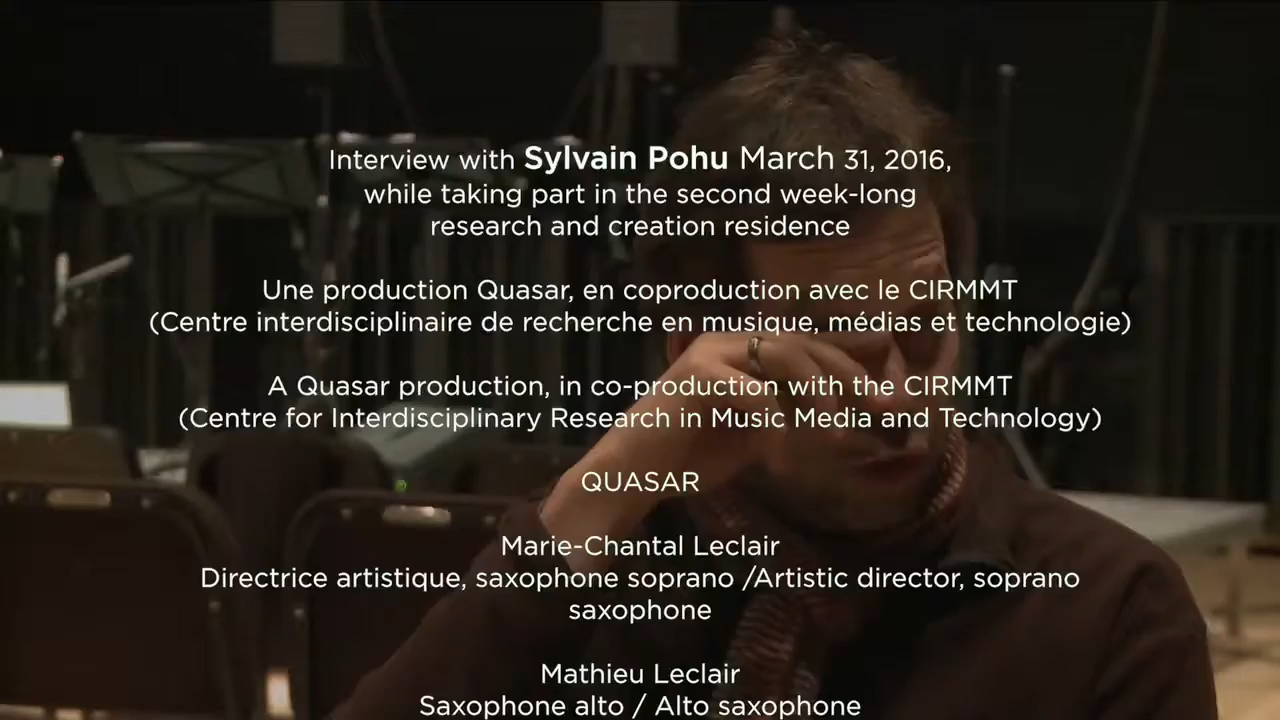 Interview with Sylvain Pohu March 31, 2016,
while taking part in the second week-long
research and creation residence
Une production Quasar, en coproduction avec le CIRMMT
(Centre interdisciplinaire de recherche en musique, médias et technologie)
A Quasar production, in co-production with the CIRMMT
(Centre for Interdisciplinary Research in Music Media and Technology)
QUASAR
Marie-Chantal Leclair
Directrice artistique, saxophone soprano /Artistic director, soprano
saxophone
Mathieu Leclair
Saxophone alto / Alto saxophone